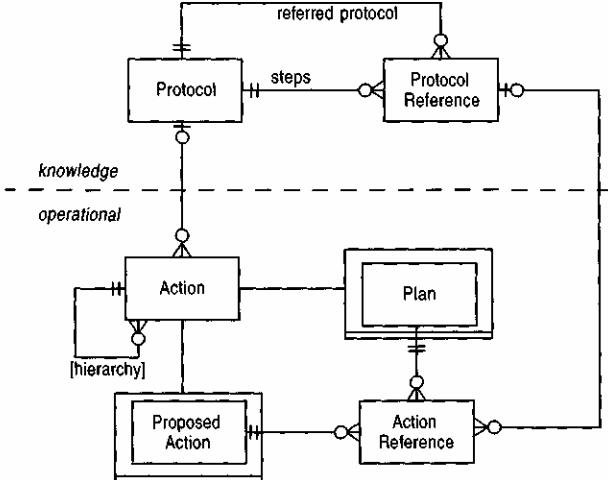 referred protocol
Protocol
steps
Protocol
Reference
knowledge
operational
Action
Plan
[hierarchy]
Proposed
Action
Action
Reference